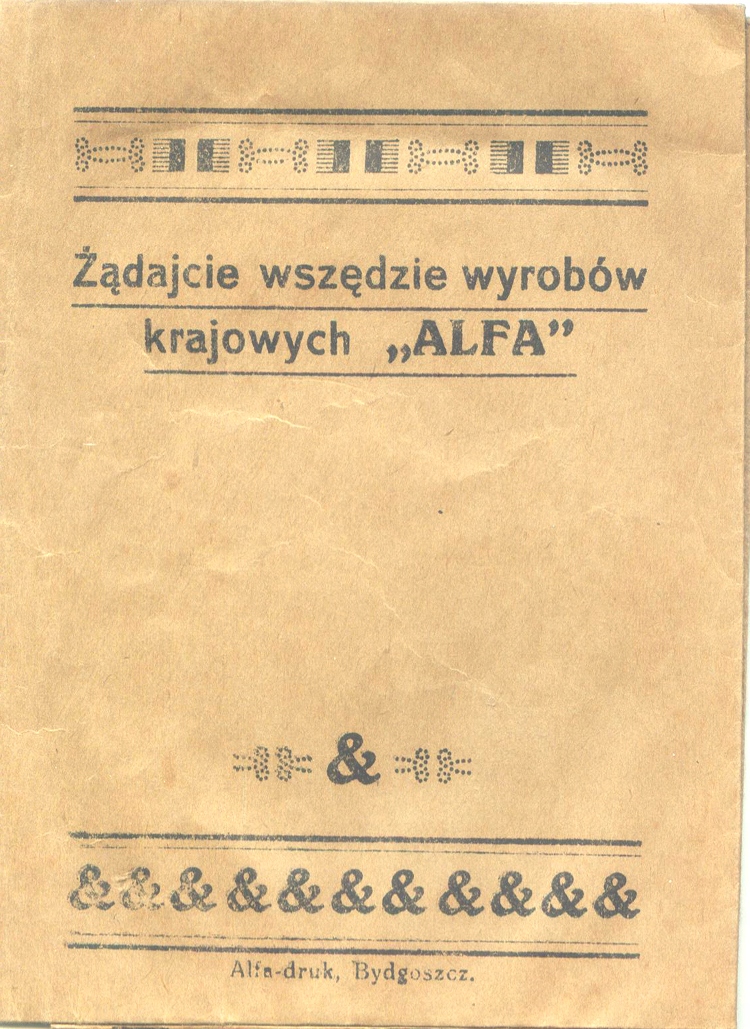 Żądajcie wszędzie wyrobów
krajowych „ALFA”
&
& & & & & & & & & & &
Alfa-druk, Bydgoszcz.